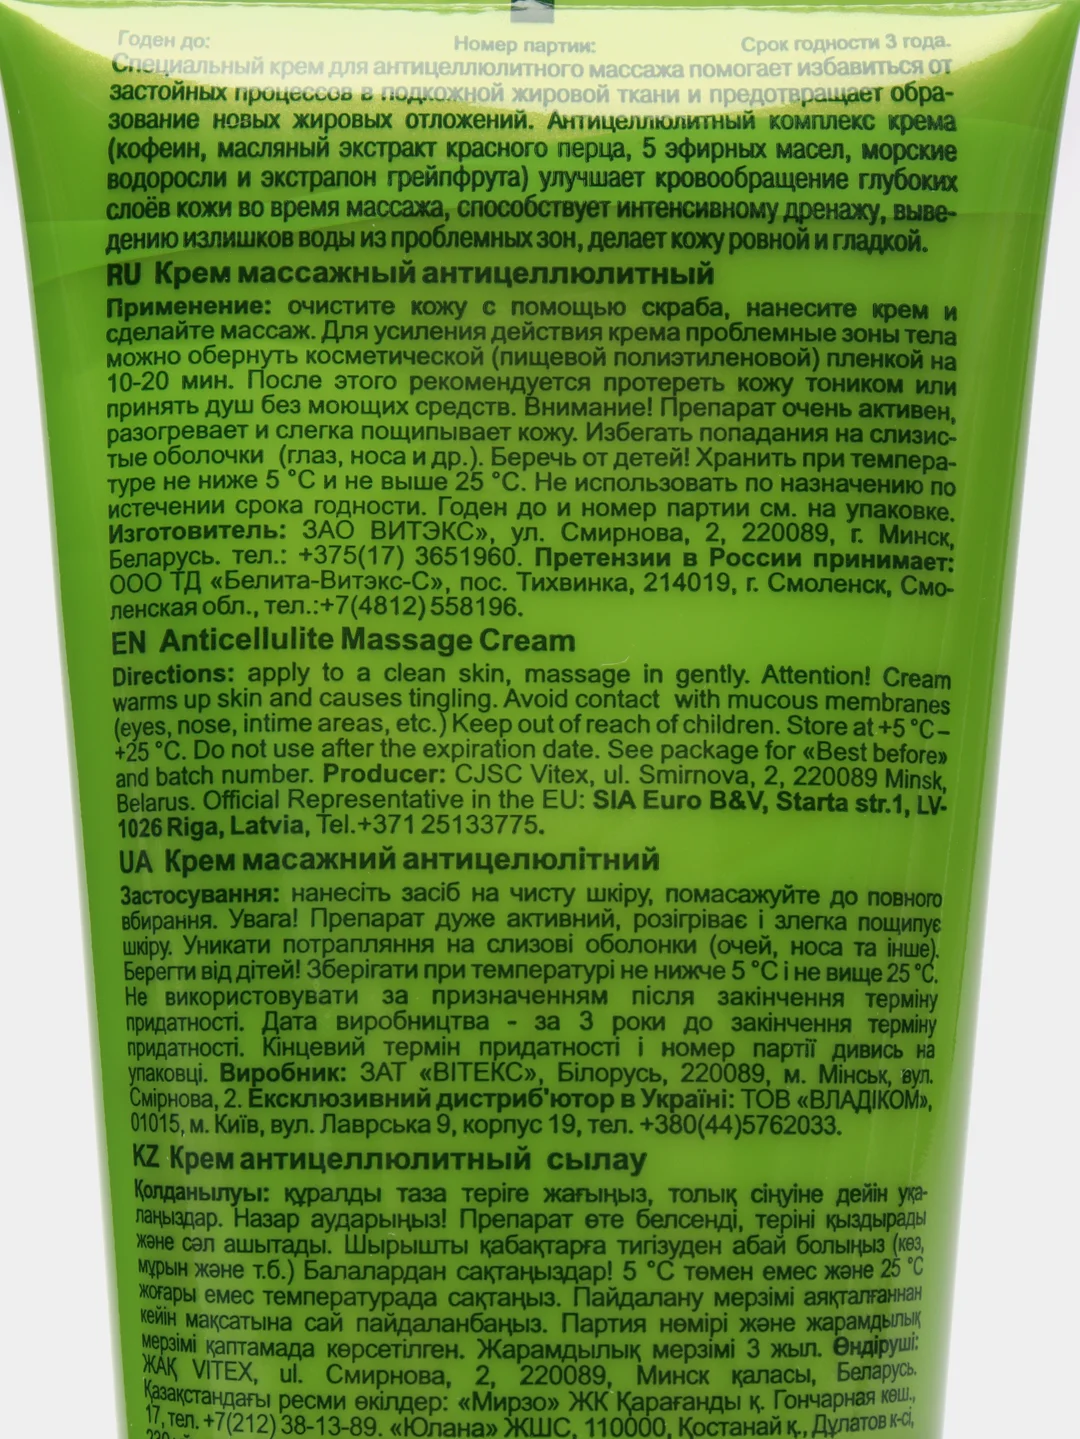 Годен до: Номер партии: Срок годности 3 года.
Специальный крем для антицеллюлитного массажа помогает избавиться от
застойных процессов в подкожной жировой ткани и предотвращает обра-
зование новых жировых отложений. Антицеллюлитный комплекс крема
(кофеин, масляный экстракт красного перца, 5 эфирных масел, морские
водоросли и экстрапон грейпфрута) улучшает кровообращение глубоких
слоёв кожи во время массажа, способствует интенсивному дренажу, выве-
дению излишков воды из проблемных зон, делает кожу ровной и гладкой.
RU Крем массажный антицеллюлитный
Применение: очистите кожу с помощью скраба, нанесите крем и
сделайте массаж. Для усиления действия крема проблемные зоны тела
можно обернуть косметической (пищевой полиэтиленовой) пленкой на
10-20 мин. После этого рекомендуется протереть кожу тоником или
принять душ без моющих средств. Внимание! Препарат очень активен,
разогревает и слегка пощипывает кожу. Избегать попадания на слизис-
тые оболочки (глаз, носа и др.). Беречь от детей! Хранить при темпера-
туре не ниже 5 °С и не выше 25 °С. Не использовать по назначению по
истечении срока годности. Годен до и номер партии см. на упаковке.
Изготовитель: ЗАО ВИТЭКС», ул. Смирнова, 2, 220089, г. Минск,
Беларусь. тел.: +375(17) 3651960. Претензии в России принимает:
ООО ТД «Белита-Витэкс-С», пос. Тихвинка, 214019, г. Смоленск, Смо-
ленская обл., тел.:+7(4812) 558196.
EN Anticellulite Massage Cream
Directions: apply to a clean skin, massage in gently. Attention! Cream
warms up skin and causes tingling. Avoid contact with mucous membranes
(eyes, nose, intime areas, etc.) Keep out of reach of children. Store at +5 °C–
+25 °C. Do not use after the expiration date. See package for «Best before»
and batch number. Producer: CJSC Vitex, ul. Smirnova, 2, 220089 Minsk,
Belarus. Official Representative in the EU: SIA Euro B&V, Starta str.1, LV-
1026 Riga, Latvia, Tel.+371 25133775.
UA Крем масажний антицелюлітний
Застосування: нанесіть засіб на чисту шкіру, помасажуйте до повного
вбирання. Увага! Препарат дуже активний, розігріває і злегка пощипує
шкіру. Уникати потрапляння на слизові оболонки (очей, носа та інше).
Берегти від дітей! Зберігати при температурі не нижче 5 °С і не вище 25 °С.
Не використовувати за призначенням після закінчення терміну
придатності. Дата виробництва - за 3 роки до закінчення терміну
придатності. Кінцевий термін придатності і номер партії дивись на
упаковці. Виробник: ЗАТ «ВІТЕКС», Білорусь, 220089, м. Мінськ, вул.
Смірнова, 2. Ексклюзивний дистриб'ютор в Україні: ТОВ «ВЛАДІКОМ»,
01015, м. Київ, вул. Лаврська 9, корпус 19, тел. +380(44)5762033.
KZ Крем антицеллюлитный сылау
Қолданылуы: құралды таза теріге жағыңыз, толық сіңуіне дейін уқа-
лаңыздар. Назар аударыңыз! Препарат өте белсенді, теріні қыздырады
және сәл ашытады. Шырышты қабақтарға тигізуден абай болыңыз (көз,
мұрын және т.б.) Балалардан сақтаңыздар! 5 °С төмен емес және 25 °С
жоғары емес температурада сақтаңыз. Пайдалану мерзімі аяқталғаннан
кейін мақсатына сай пайдаланбаңыз. Партия нөмірі және жарамдылық
мерзімі қаптамада көрсетілген. Жарамдылық мерзімі 3 жыл. Өндіруші:
ЖАҚ VITEX, ul. Смирнова, 2, 220089, Минск қаласы, Беларусь.
Қазақстандағы ресми өкілдер: «Мирзо» ЖК Қарағанды қ. Гончарная көш.,
17, тел. +7(212) 38-13-89. «Юлана» ЖШС, 110000, Қостанай қ., Дулатов к-сі,